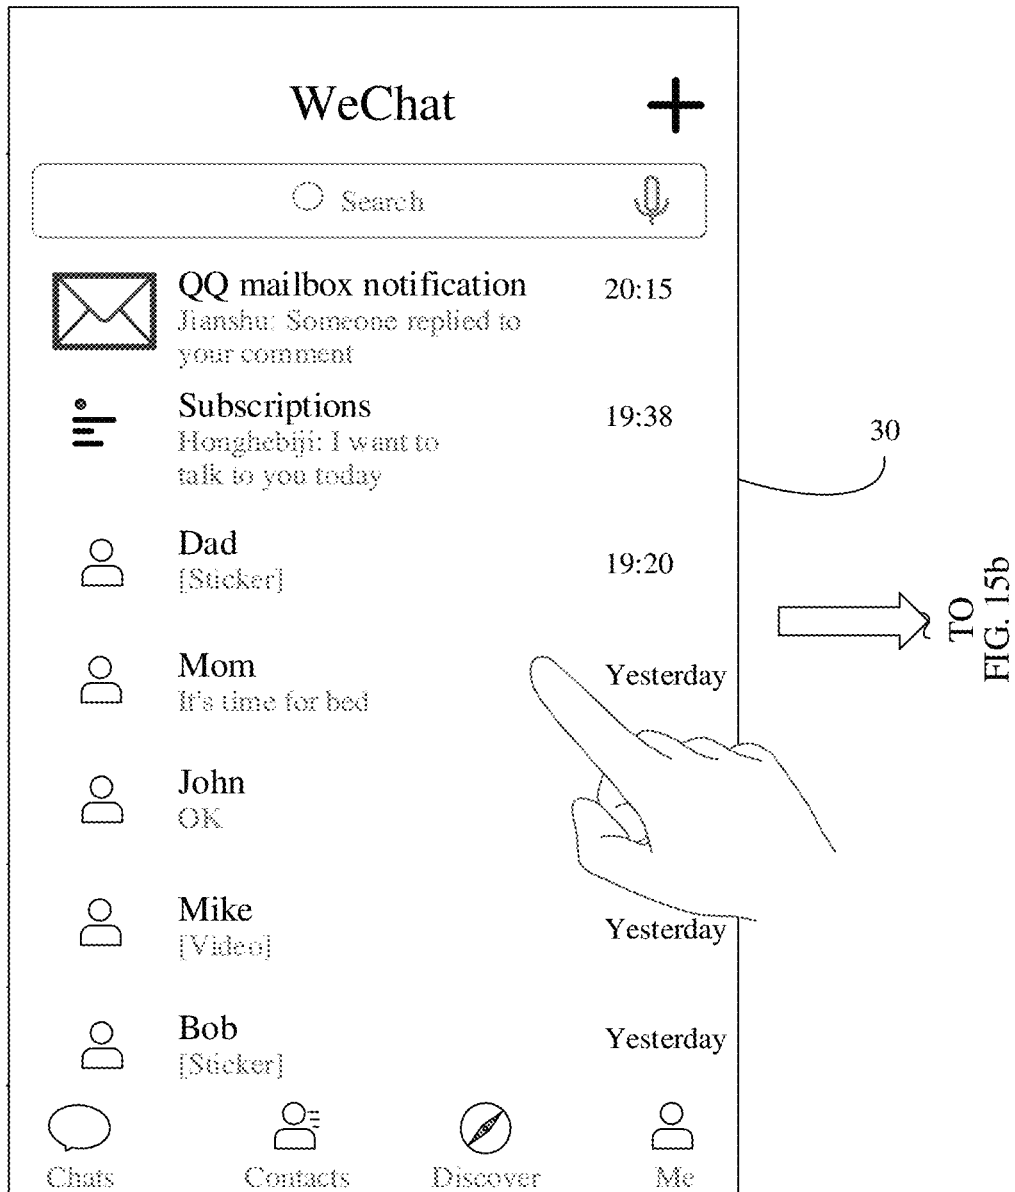 WeChat
Search
QQ mailbox notification 20:15
Jianshu: Someone replied to
your comment
Subscriptions 19:38
Honghebiji: I want to
talk to you today
30
Dad 19:20
[Sticker]
TO
FIG. 15b
Mom Yesterday
It's time for bed
John
OK
Mike Yesterday
[Video]
Bob Yesterday
[Sticker]
Chats Contacts Discover Me